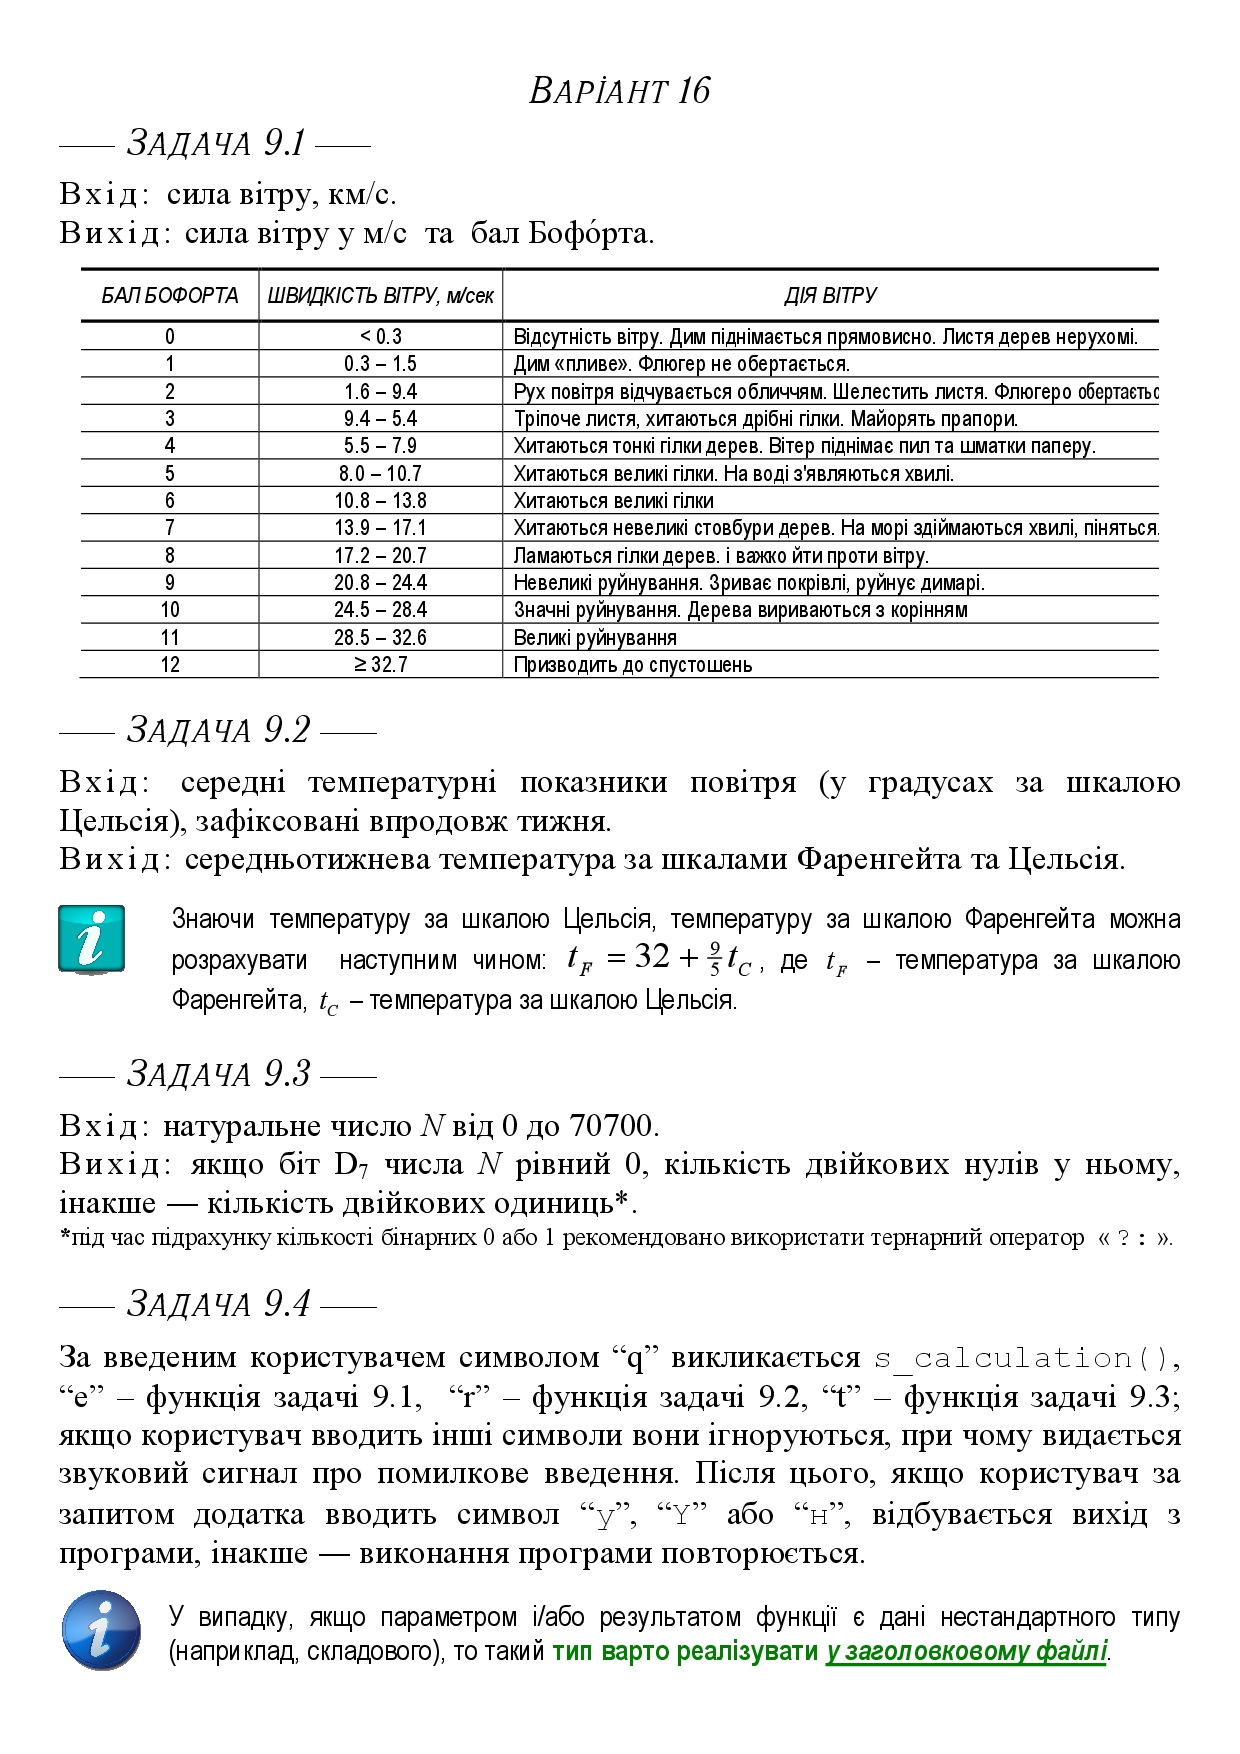 ВАРІАНТ 16
—— ЗАДАЧА 9.1 ——
Вхід: сила вітру, км/с.
Вихід: сила вітру у м/с та бал Бофо́рта.
БАЛ БОФОРТА ШВИДКІСТЬ ВІТРУ, м/сек ДІЯ ВІТРУ
0 < 0.3 Відсутність вітру. Дим піднімається прямовисно. Листя дерев нерухомі.
1 0.3 – 1.5 Дим «пливе». Флюгер не обертається.
2 1.6 – 9.4 Рух повітря відчувається обличчям. Шелестить листя. Флюгеро обертаєтьс
3 9.4 – 5.4 Тріпоче листя, хитаються дрібні гілки. Майорять прапори.
4 5.5 – 7.9 Хитаються тонкі гілки дерев. Вітер піднімає пил та шматки паперу.
5 8.0 – 10.7 Хитаються великі гілки. На воді з'являються хвилі.
6 10.8 – 13.8 Хитаються великі гілки
7 13.9 – 17.1 Хитаються невеликі стовбури дерев. На морі здіймаються хвилі, піняться.
8 17.2 – 20.7 Ламаються гілки дерев. і важко йти проти вітру.
9 20.8 – 24.4 Невеликі руйнування. Зриває покрівлі, руйнує димарі.
10 24.5 – 28.4 Значні руйнування. Дерева вириваються з корінням
11 28.5 – 32.6 Великі руйнування
12 ≥ 32.7 Призводить до спустошень
—— ЗАДАЧА 9.2 ——
Вхід: середні температурні показники повітря (у градусах за шкалою
Цельсія), зафіксовані впродовж тижня.
Вихід: середньотижнева температура за шкалами Фаренгейта та Цельсія.
Знаючи температуру за шкалою Цельсія, температуру за шкалою Фаренгейта можна
розрахувати наступним чином: t_F = 32 + 9/5 t_C , де t_F – температура за шкалою
Фаренгейта, t_C – температура за шкалою Цельсія.
—— ЗАДАЧА 9.3 ——
Вхід: натуральне число N від 0 до 70700.
Вихід: якщо біт D₇ числа N рівний 0, кількість двійкових нулів у ньому,
інакше — кількість двійкових одиниць*.
*під час підрахунку кількості бінарних 0 або 1 рекомендовано використати тернарний оператор « ? : ».
—— ЗАДАЧА 9.4 ——
За введеним користувачем символом “q” викликається s_calculation(),
“e” – функція задачі 9.1, “r” – функція задачі 9.2, “t” – функція задачі 9.3;
якщо користувач вводить інші символи вони ігноруються, при чому видається
звуковий сигнал про помилкове введення. Після цього, якщо користувач за
запитом додатка вводить символ “y”, “Y” або “н”, відбувається вихід з
програми, інакше — виконання програми повторюється.
У випадку, якщо параметром і/або результатом функції є дані нестандартного типу
(наприклад, складового), то такий тип варто реалізувати у заголовковому файлі.